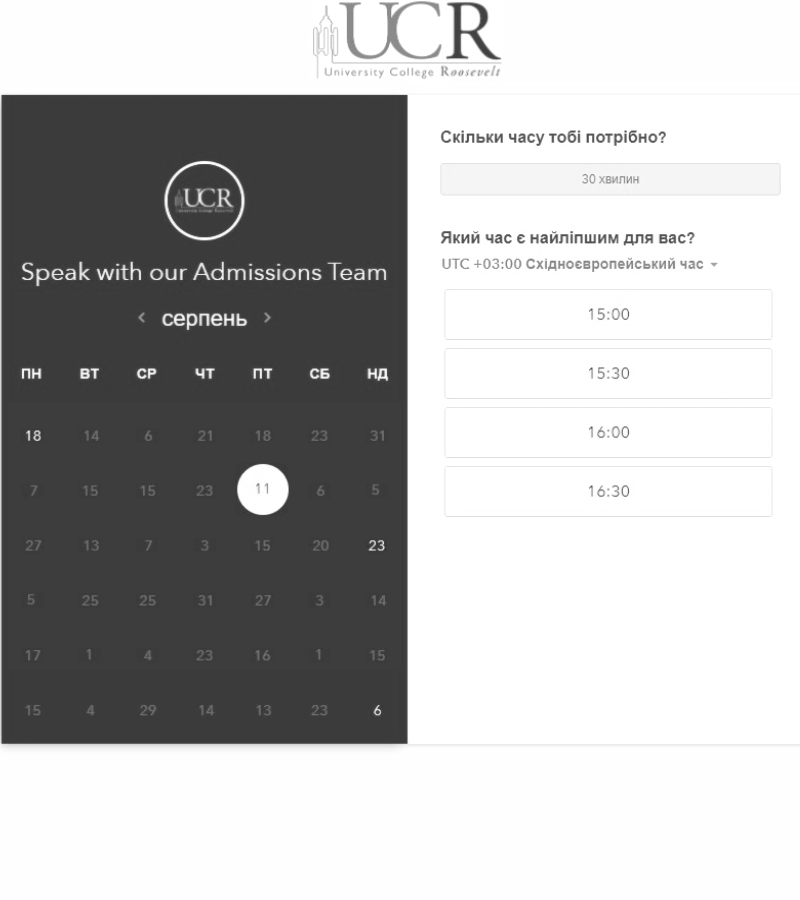 UCR
University College Roosevelt
UCR
Speak with our Admissions Team
серпень
ПН ВТ СР ЧТ ПТ СБ НД
18 14 6 21 18 23 31
7 15 15 23 11 6 5
27 13 7 3 15 20 23
5 25 25 31 27 3 14
17 1 4 23 16 1 15
15 4 29 14 13 23 6
Скільки часу тобі потрібно?
30 хвилин
Який час є найліпшим для вас?
UTC +03:00 Східноєвропейський час
15:00
15:30
16:00
16:30